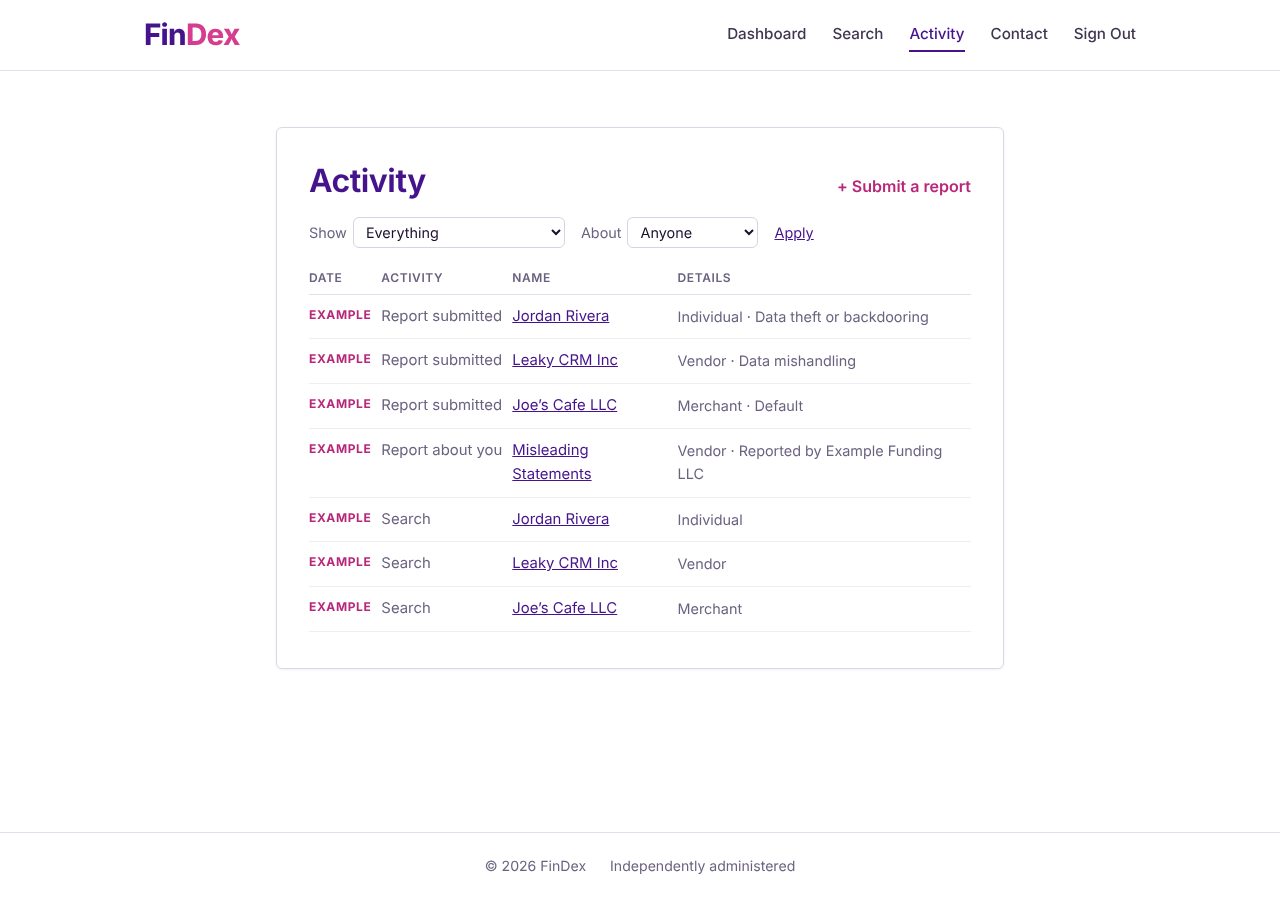 FinDex
Dashboard Search Activity Contact Sign Out
Activity
+ Submit a report
Show Everything About Anyone Apply
DATE ACTIVITY NAME DETAILS
EXAMPLE Report submitted Jordan Rivera Individual · Data theft or backdooring
EXAMPLE Report submitted Leaky CRM Inc Vendor · Data mishandling
EXAMPLE Report submitted Joe’s Cafe LLC Merchant · Default
EXAMPLE Report about you Misleading Vendor · Reported by Example Funding
Statements LLC
EXAMPLE Search Jordan Rivera Individual
EXAMPLE Search Leaky CRM Inc Vendor
EXAMPLE Search Joe’s Cafe LLC Merchant
© 2026 FinDex Independently administered